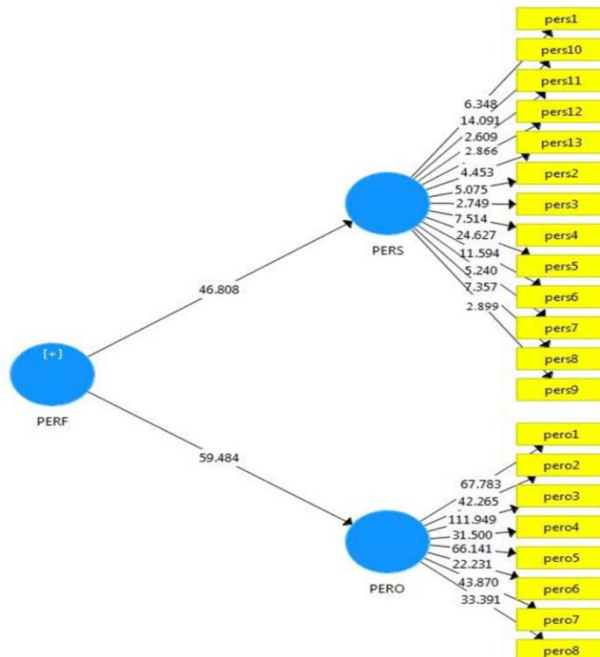 pers1
pers10
pers11
pers12
pers13
pers2
pers3
pers4
pers5
pers6
pers7
pers8
pers9
6.348
14.091
2.609
2.866
4.453
5.075
2.749
7.514
24.627
11.594
5.240
7.357
2.899
PERS
46.808
[+]
PERF
59.484
pero1
pero2
pero3
pero4
pero5
pero6
pero7
pero8
67.783
42.265
111.949
31.500
66.141
22.231
43.870
33.391
PERO